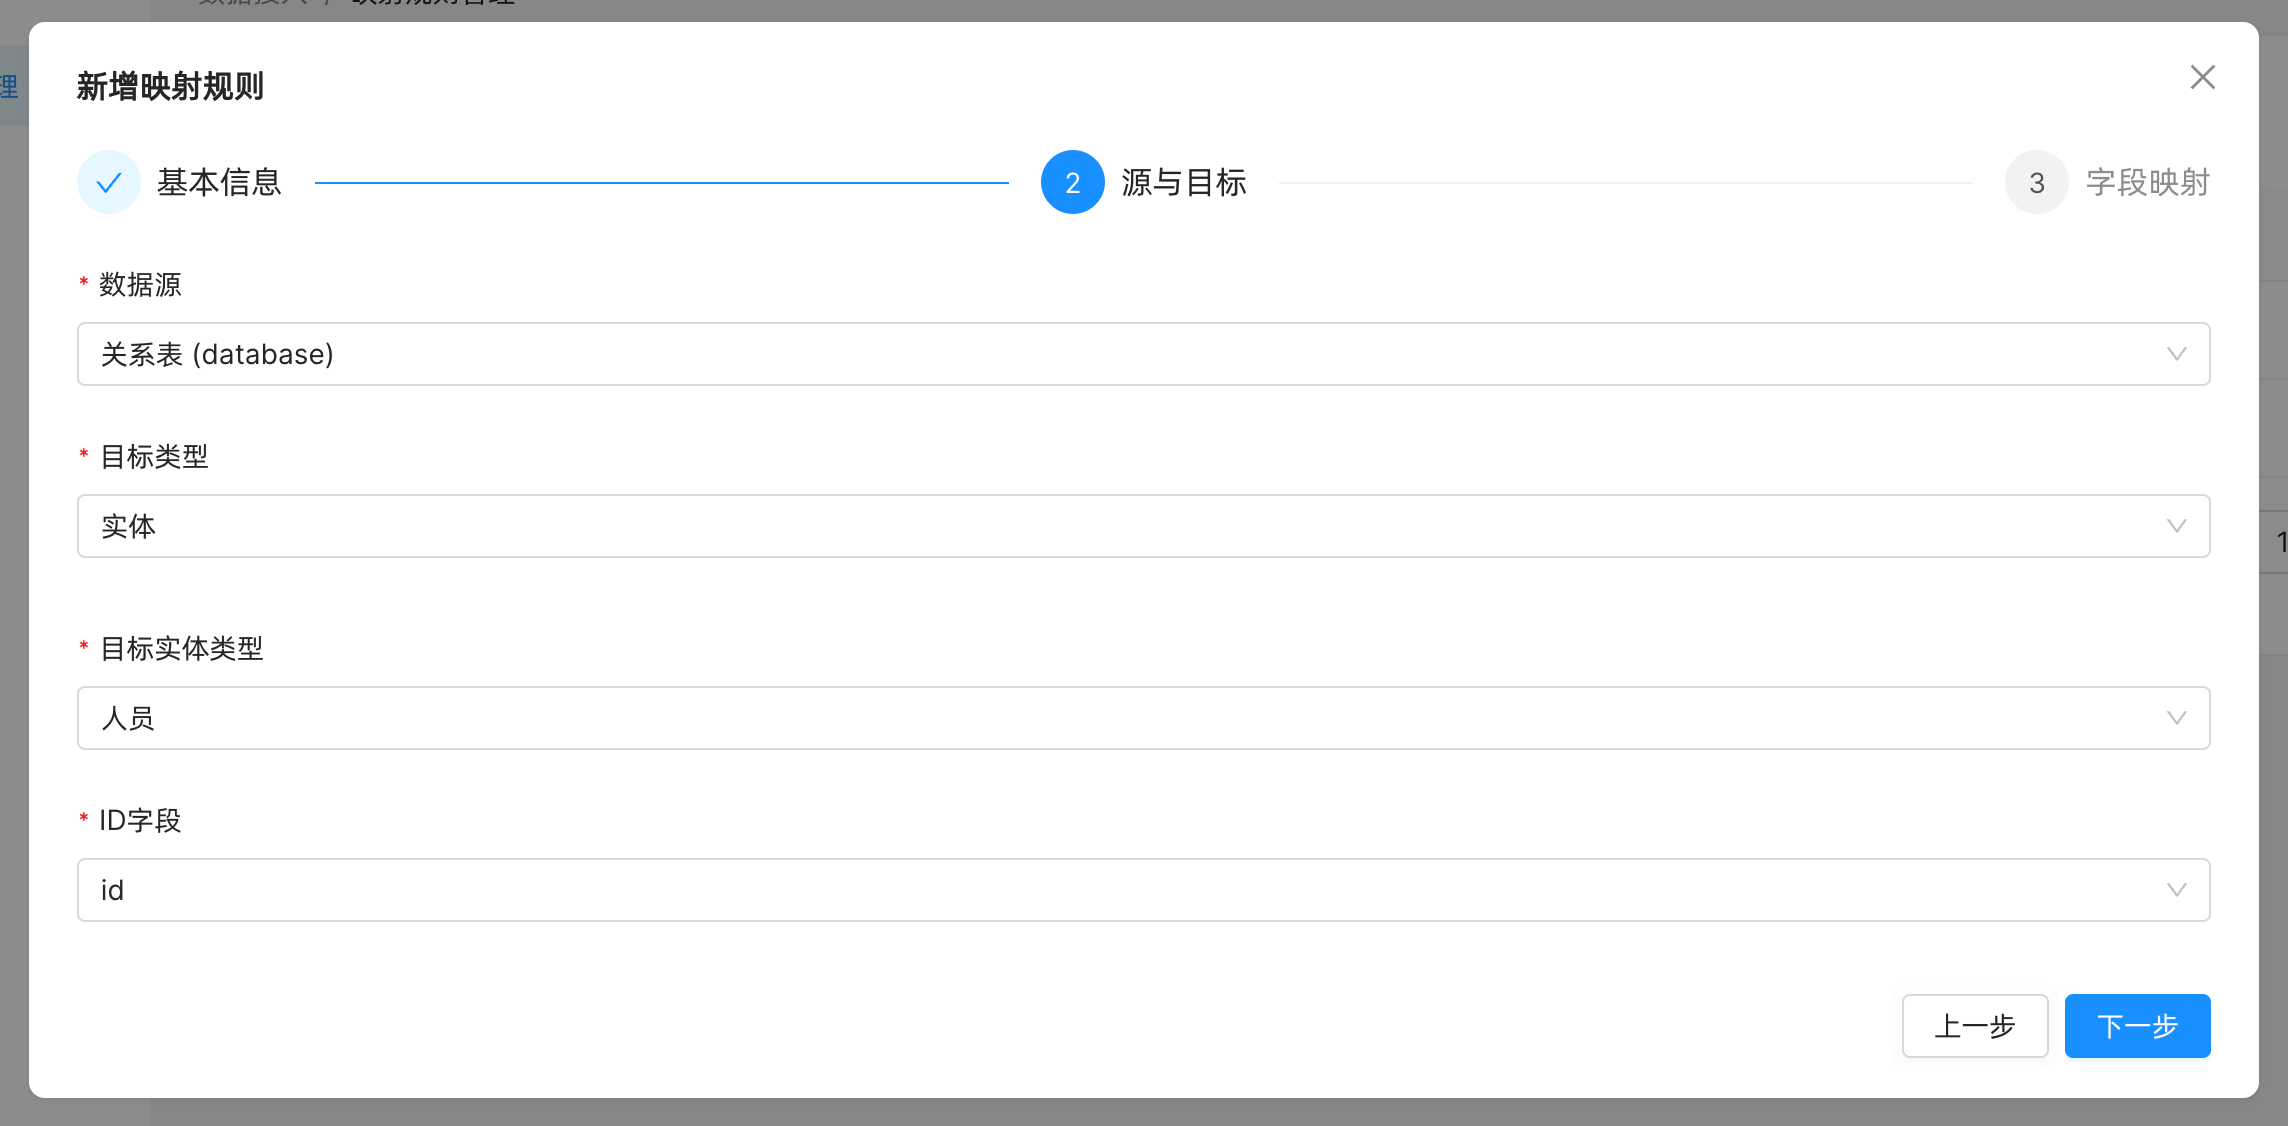 新增映射规则
基本信息
2 源与目标
3 字段映射
* 数据源
关系表 (database)
* 目标类型
实体
* 目标实体类型
人员
* ID字段
id
上一步 下一步
理